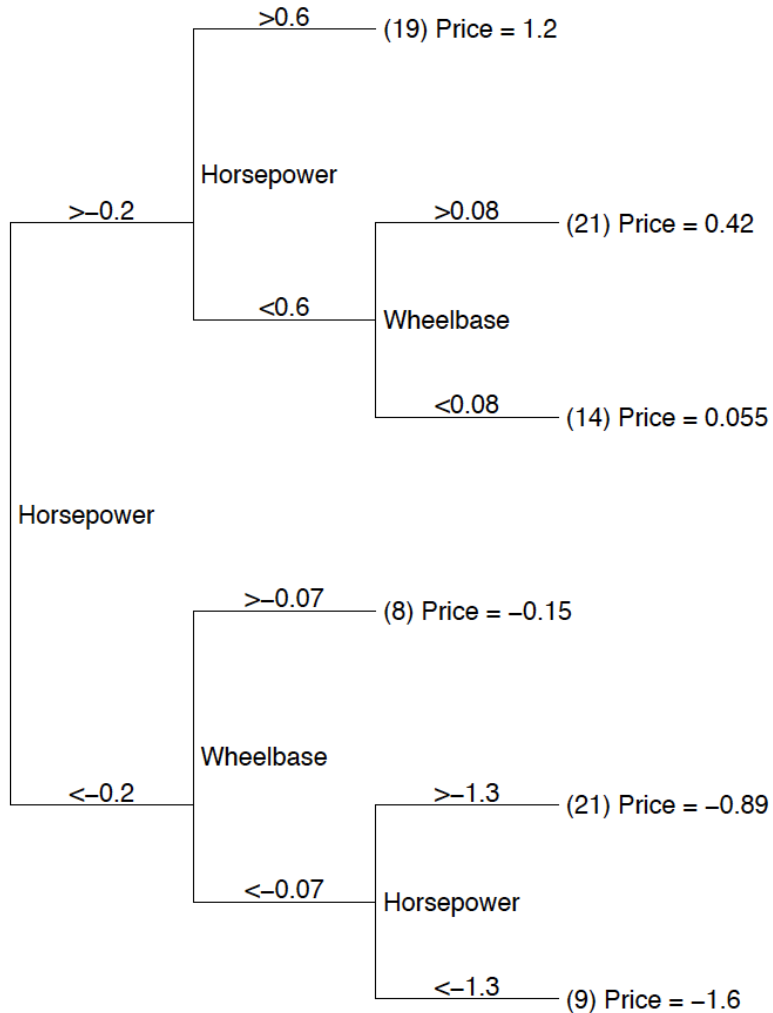 >0.6
(19) Price = 1.2
Horsepower
>−0.2
>0.08
(21) Price = 0.42
<0.6
Wheelbase
<0.08
(14) Price = 0.055
Horsepower
>−0.07
(8) Price = −0.15
Wheelbase
<−0.2
>−1.3
(21) Price = −0.89
<−0.07
Horsepower
<−1.3
(9) Price = −1.6